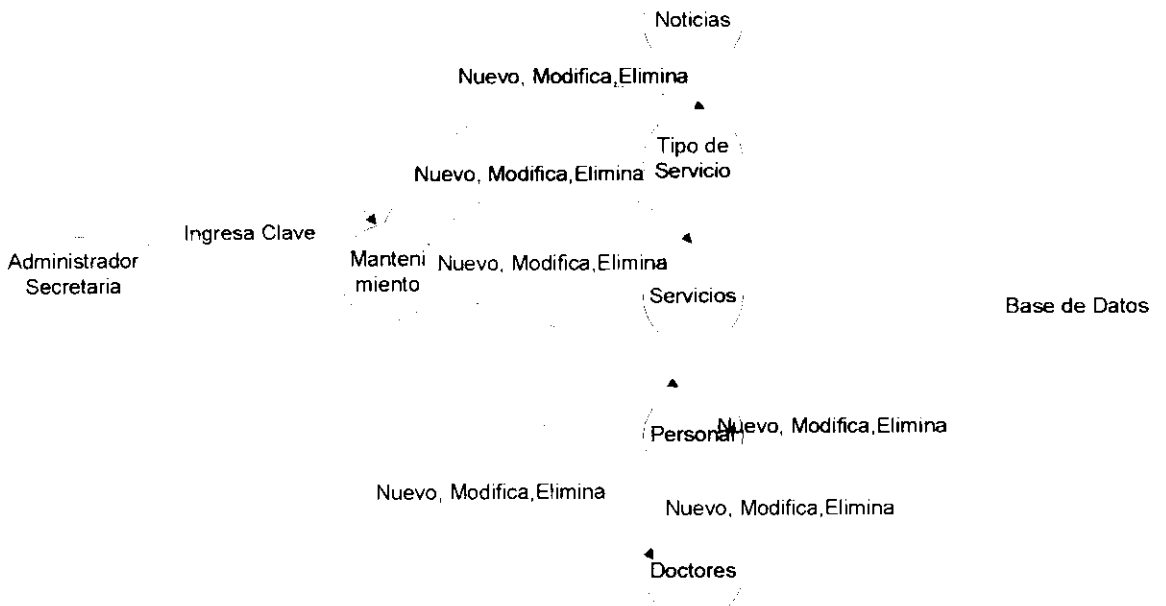 Noticias
Nuevo, Modifica,Elimina
Tipo de
Servicio
Nuevo, Modifica,Elimina
Ingresa Clave
Administrador
Secretaria
Manteni
miento
Nuevo, Modifica,Elimina
Servicios
Base de Datos
Personal
Nuevo, Modifica,Elimina
Nuevo, Modifica,Elimina
Nuevo, Modifica,Elimina
Doctores